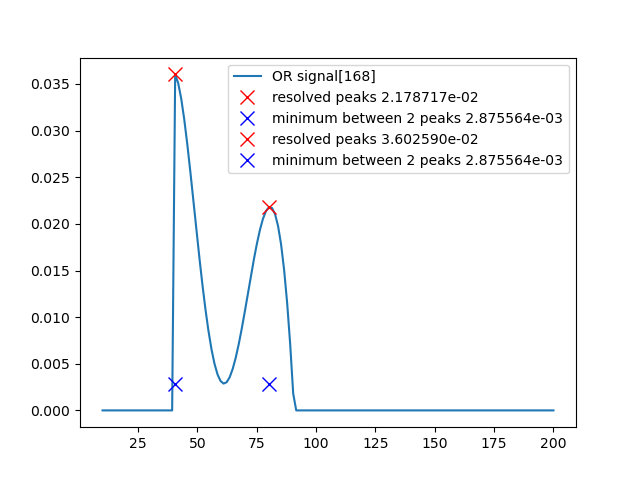 OR signal[168]
resolved peaks 2.178717e-02
minimum between 2 peaks 2.875564e-03
resolved peaks 3.602590e-02
minimum between 2 peaks 2.875564e-03
0.035
0.030
0.025
0.020
0.015
0.010
0.005
0.000
25 50 75 100 125 150 175 200